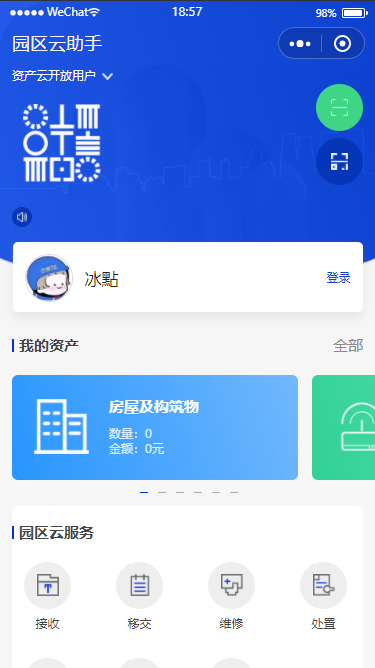 WeChat
18:57
98%
园区云助手
资产云开放用户
冰點
登录
我的资产
全部
房屋及构筑物
数量：0
金额：0元
园区云服务
接收
移交
维修
处置